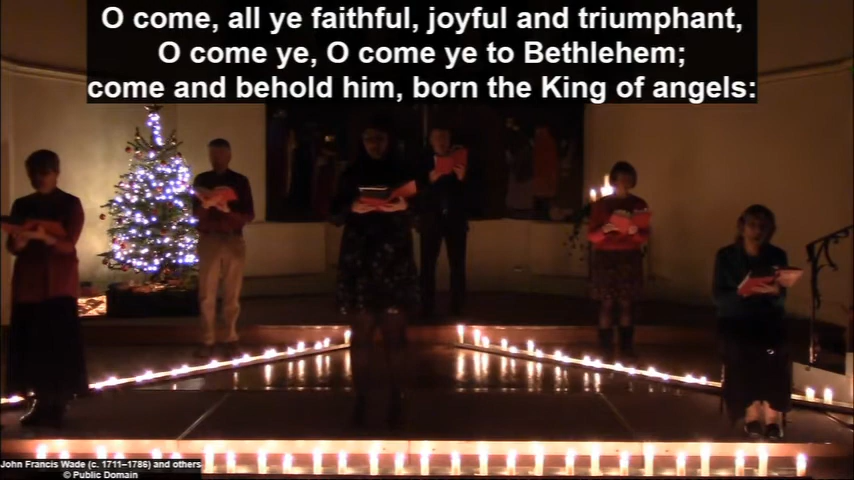 O come, all ye faithful, joyful and triumphant,
O come ye, O come ye to Bethlehem;
come and behold him, born the King of angels:
John Francis Wade (c. 1711–1786) and others
© Public Domain